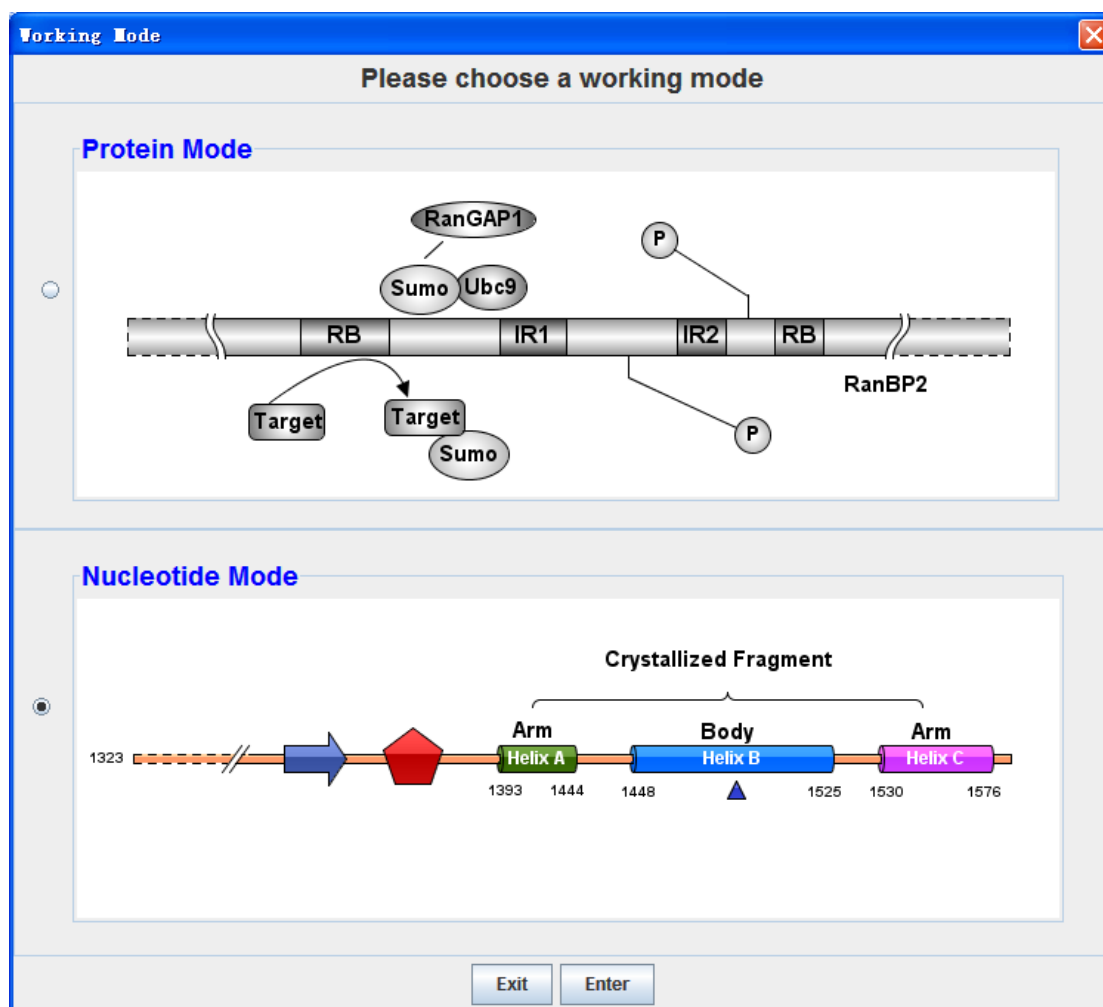 Working Mode
Please choose a working mode
Protein Mode
RanGAP1
P
Sumo Ubc9
RB IR1 IR2 RB
RanBP2
Target Target P
Sumo
Nucleotide Mode
Crystallized Fragment
Arm Body Arm
1323 Helix A Helix B Helix C
1393 1444 1448 1525 1530 1576
Exit Enter